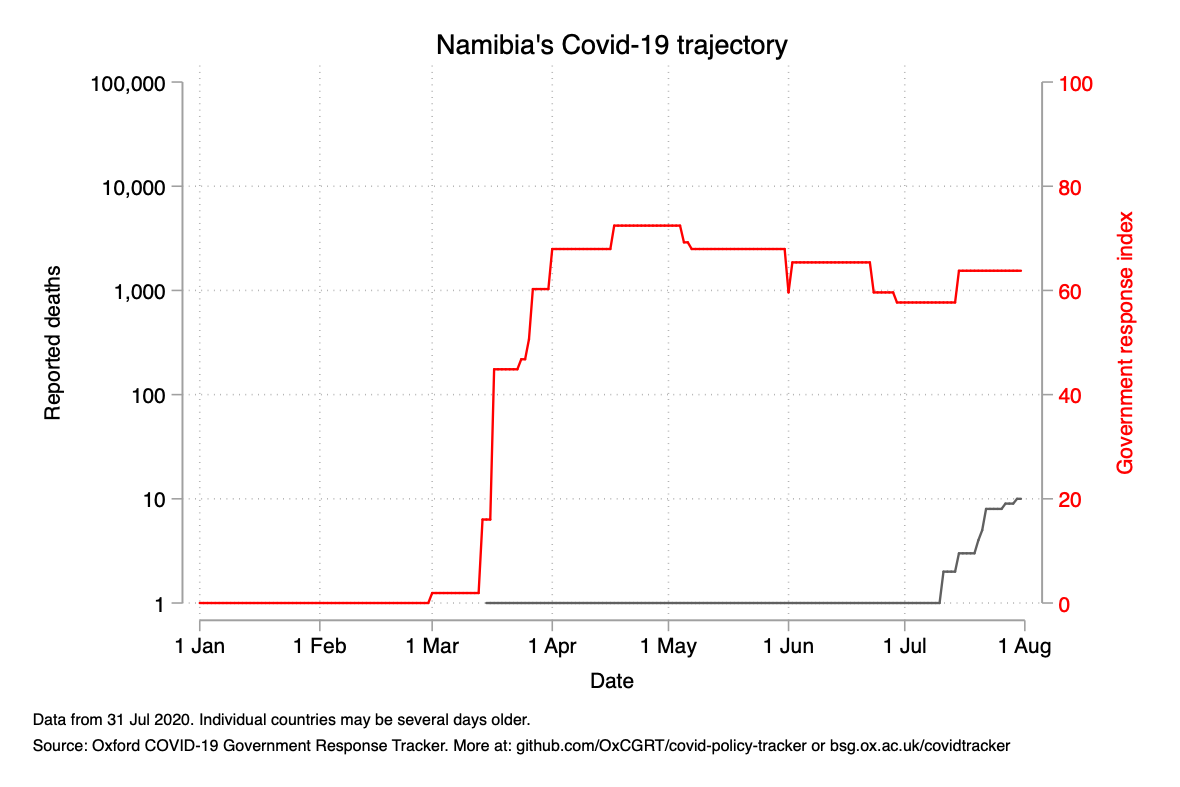 Namibia's Covid-19 trajectory
100,000
10,000
1,000
100
10
1
Reported deaths
100
80
60
40
20
0
Government response index
1 Jan 1 Feb 1 Mar 1 Apr 1 May 1 Jun 1 Jul 1 Aug
Date
Data from 31 Jul 2020. Individual countries may be several days older.
Source: Oxford COVID-19 Government Response Tracker. More at: github.com/OxCGRT/covid-policy-tracker or bsg.ox.ac.uk/covidtracker